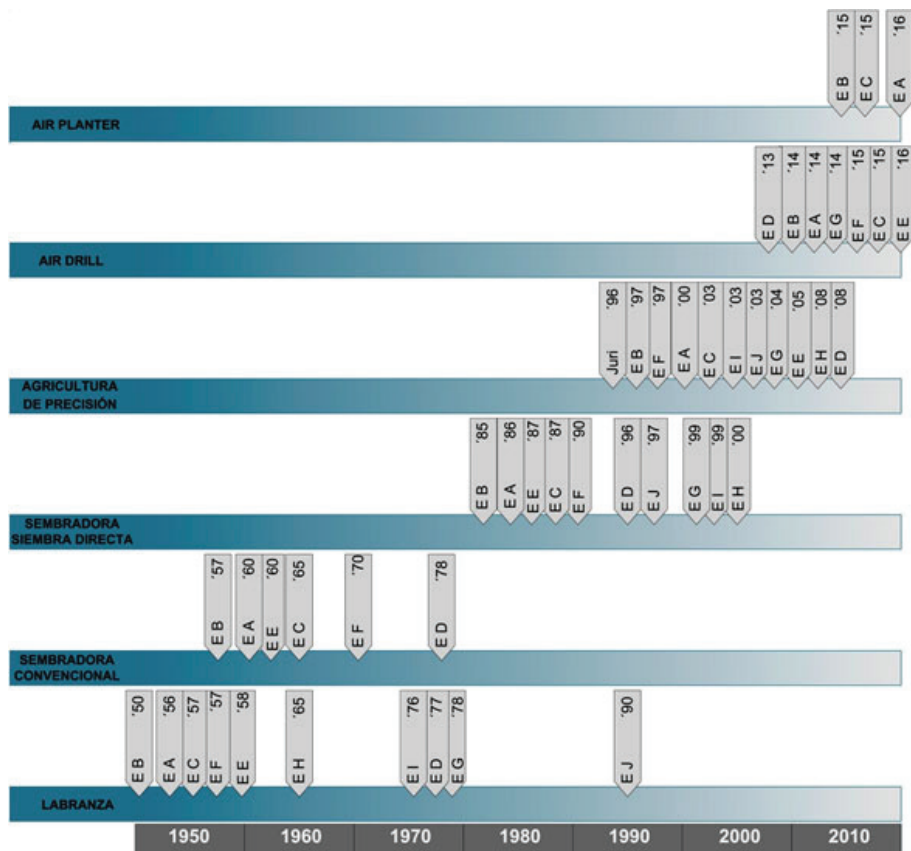 E B ´15
E C ´15
E A ´16
AIR PLANTER
E D ´13
E B ´14
E A ´14
E G ´14
E F ´15
E C ´15
E E ´16
AIR DRILL
Juri ´96
E B ´97
E F ´97
E A ´00
E C ´03
E I ´03
E J ´03
E G ´04
E E ´05
E H ´08
E D ´08
AGRICULTURA
DE PRECISIÓN
E B ´85
E A ´86
E E ´87
E C ´87
E F ´90
E D ´96
E J ´97
E G ´99
E I ´99
E H ´00
SEMBRADORA
SIEMBRA DIRECTA
E B ´57
E A ´60
E E ´60
E C ´65
E F ´70
E D ´78
SEMBRADORA
CONVENCIONAL
E B ´50
E A ´56
E C ´57
E F ´57
E E ´58
E H ´65
E I ´76
E D ´77
E G ´78
E J ´90
LABRANZA
1950 1960 1970 1980 1990 2000 2010